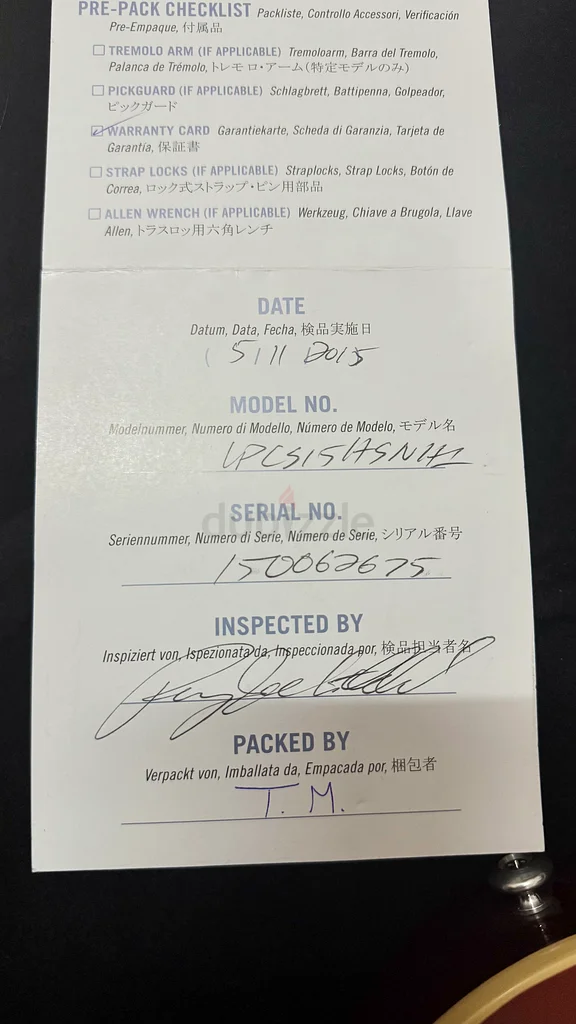 PRE-PACK CHECKLIST Packliste, Controllo Accessori, Verificación
Pre-Empaque, 付属品
TREMOLO ARM (IF APPLICABLE) Tremoloarm, Barra del Tremolo,
Palanca de Trémolo, トレモロ・アーム(特定モデルのみ)
PICKGUARD (IF APPLICABLE) Schlagbrett, Battipenna, Golpeador,
ピックガード
WARRANTY CARD Garantiekarte, Scheda di Garanzia, Tarjeta de
Garantía, 保証書
STRAP LOCKS (IF APPLICABLE) Straplocks, Strap Locks, Botón de
Correa, ロック式ストラップ・ピン用部品
ALLEN WRENCH (IF APPLICABLE) Werkzeug, Chiave a Brugola, Llave
Allen, トラスロッ用六角レンチ
DATE
Datum, Data, Fecha, 検品実施日
5/11 2015
MODEL NO.
Modelnummer, Numero di Modello, Número de Modelo, モデル名
LPCS15HSNH1
SERIAL NO.
dubizzle
Seriennummer, Numero di Serie, Número de Serie, シリアル番号
150062675
INSPECTED BY
Inspiziert von, Ispezionata da, Inspeccionada por, 検品担当者名
PACKED BY
Verpackt von, Imballata da, Empacada por, 梱包者
T. M.